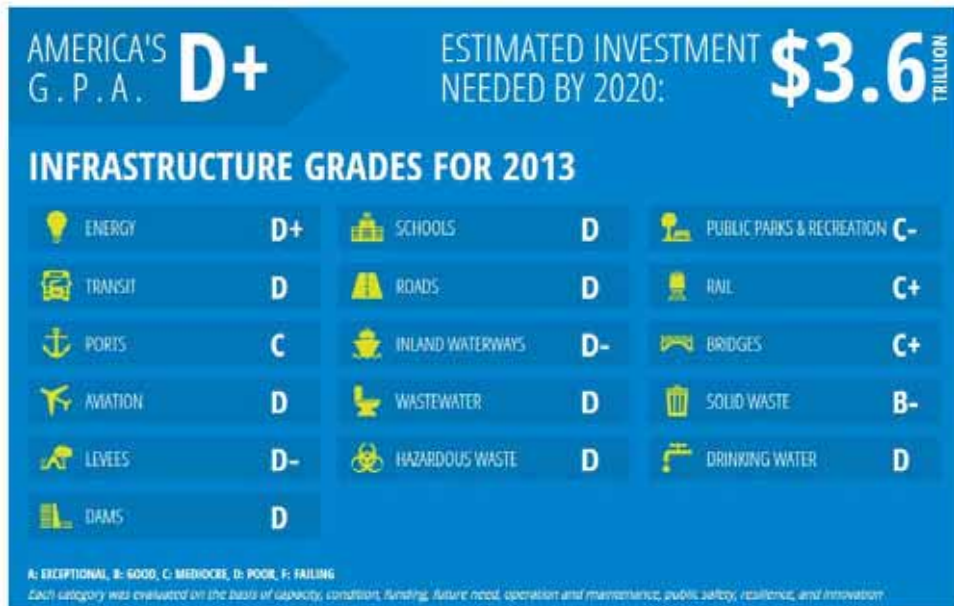 AMERICA'S
G.P.A.
D+
ESTIMATED INVESTMENT
NEEDED BY 2020:
$3.6
TRILLION
INFRASTRUCTURE GRADES FOR 2013
ENERGY D+
TRANSIT D
PORTS C
AVIATION D
LEVEES D-
DAMS D
SCHOOLS D
ROADS D
INLAND WATERWAYS D-
WASTEWATER D
HAZARDOUS WASTE D
PUBLIC PARKS & RECREATION C-
RAIL C+
BRIDGES C+
SOLID WASTE B-
DRINKING WATER D
A: EXCEPTIONAL, B: GOOD, C: MEDIOCRE, D: POOR, F: FAILING
Each category was evaluated on the basis of capacity, condition, funding, future need, operation and maintenance, public safety, resilience, and innovation